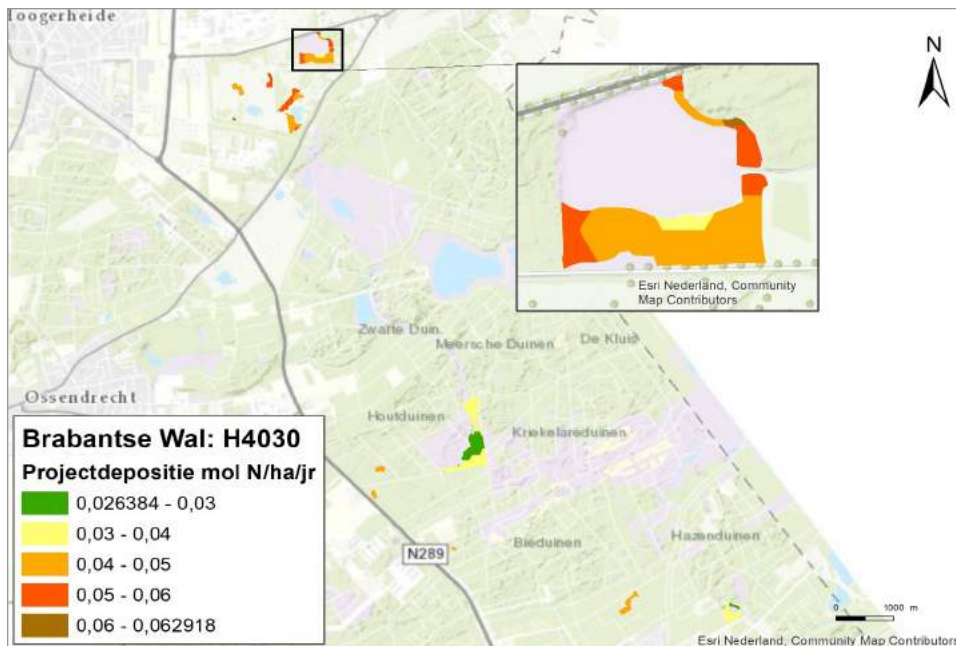 Hoogerheide
N
Esri Nederland, Community
Map Contributors
Zwarte Duin
Meersche Duinen
De Kluis
Ossendrecht
Houtduinen
Kriekelareduinen
Brabantse Wal: H4030
Projectdepositie mol N/ha/jr
0,026384 - 0,03
0,03 - 0,04
0,04 - 0,05
0,05 - 0,06
0,06 - 0,062918
N289
Bieduinen
Hazenduinen
0 1000 m
Esri Nederland, Community Map Contributors